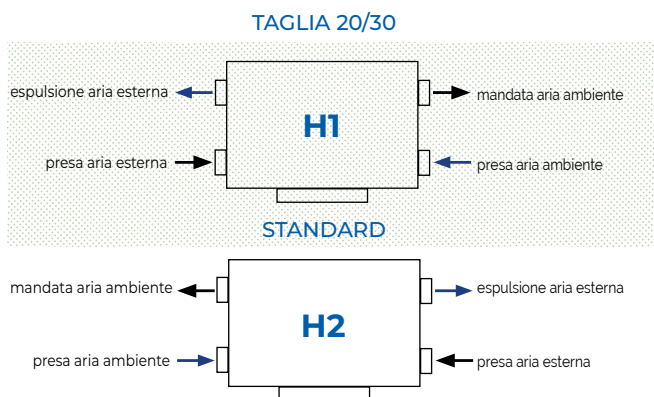 TAGLIA 20/30
espulsione aria esterna
mandata aria ambiente
H1
presa aria esterna
presa aria ambiente
STANDARD
mandata aria ambiente
espulsione aria esterna
H2
presa aria ambiente
presa aria esterna